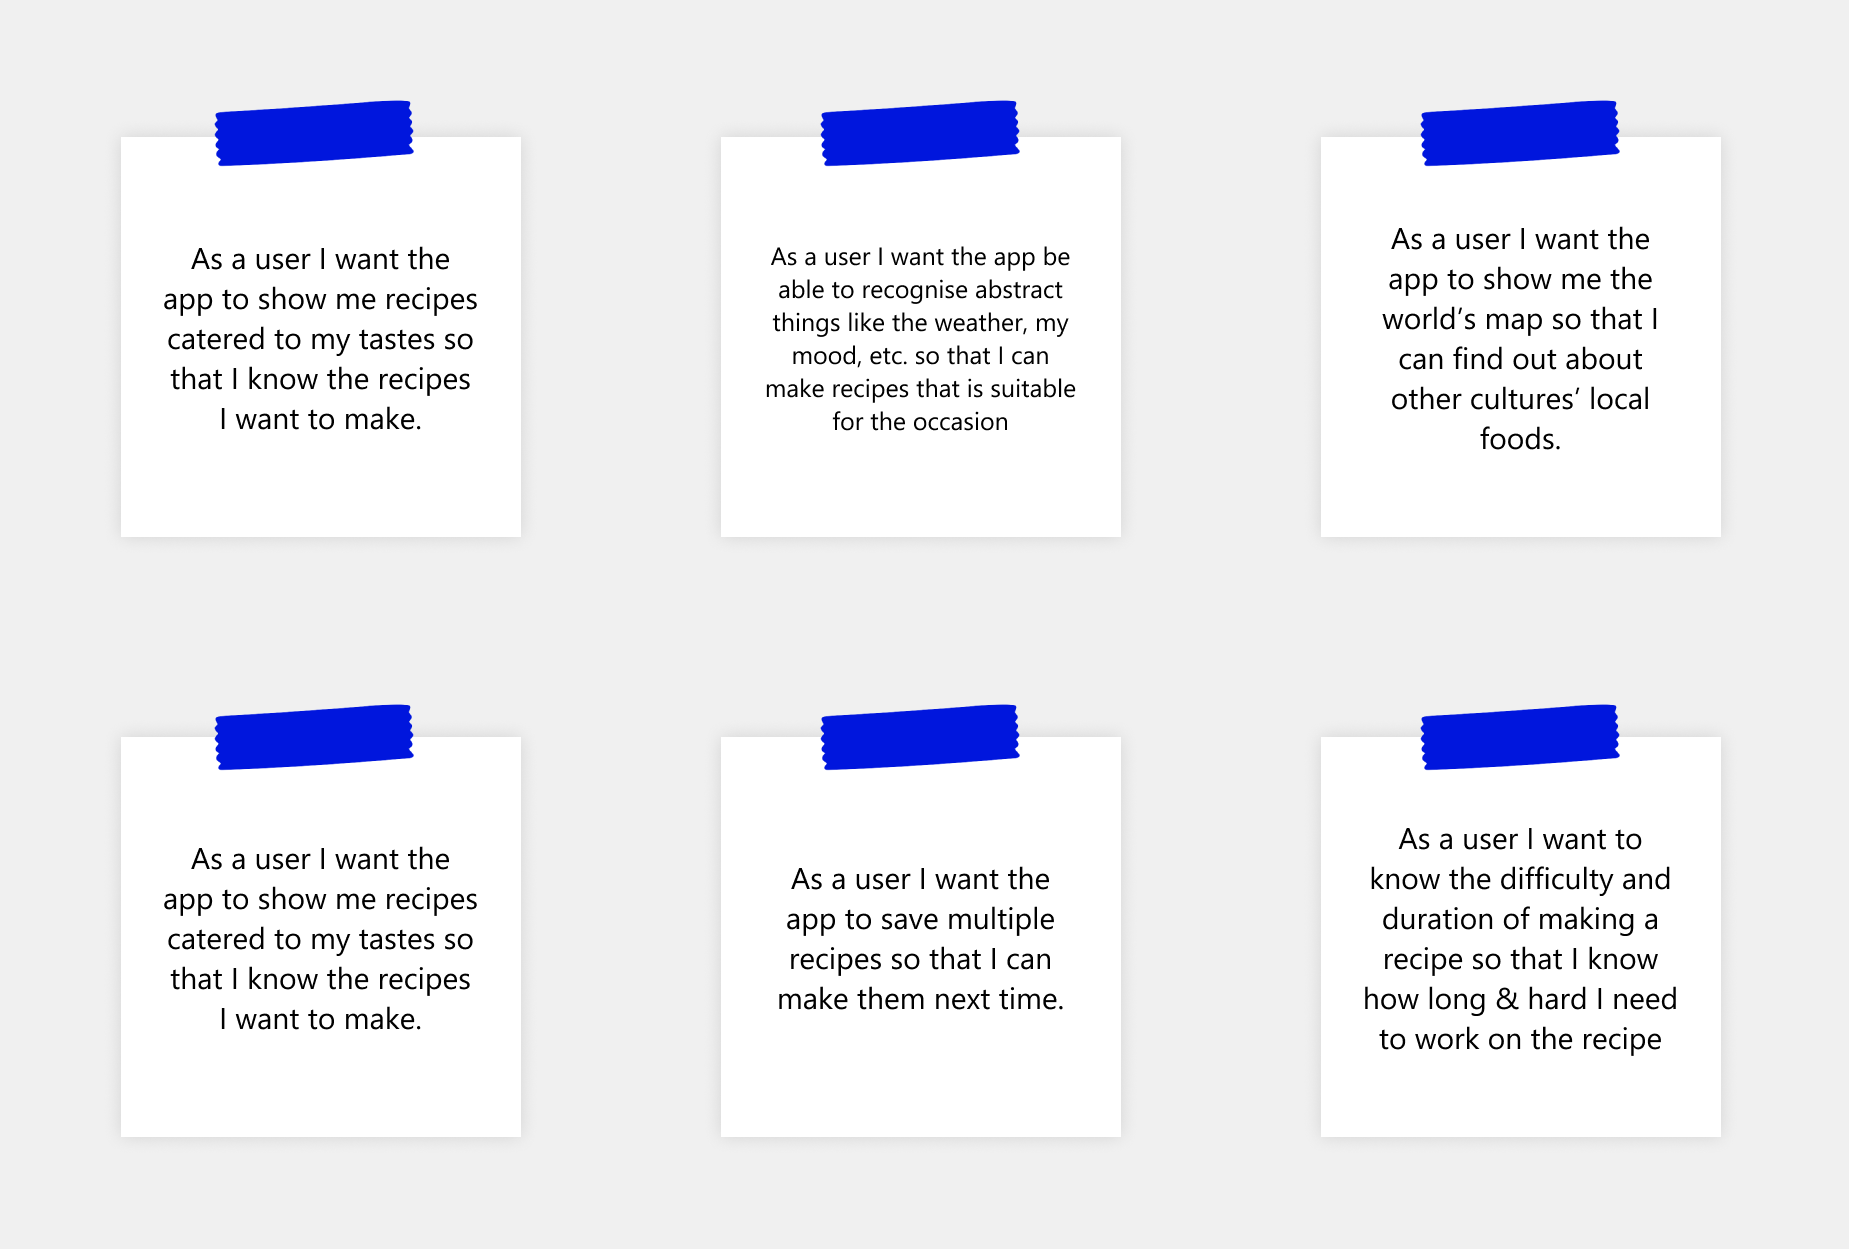 As a user I want the
app to show me recipes
catered to my tastes so
that I know the recipes
I want to make.
As a user I want the app be
able to recognise abstract
things like the weather, my
mood, etc. so that I can
make recipes that is suitable
for the occasion
As a user I want the
app to show me the
world’s map so that I
can find out about
other cultures’ local
foods.
As a user I want the
app to show me recipes
catered to my tastes so
that I know the recipes
I want to make.
As a user I want the
app to save multiple
recipes so that I can
make them next time.
As a user I want to
know the difficulty and
duration of making a
recipe so that I know
how long & hard I need
to work on the recipe